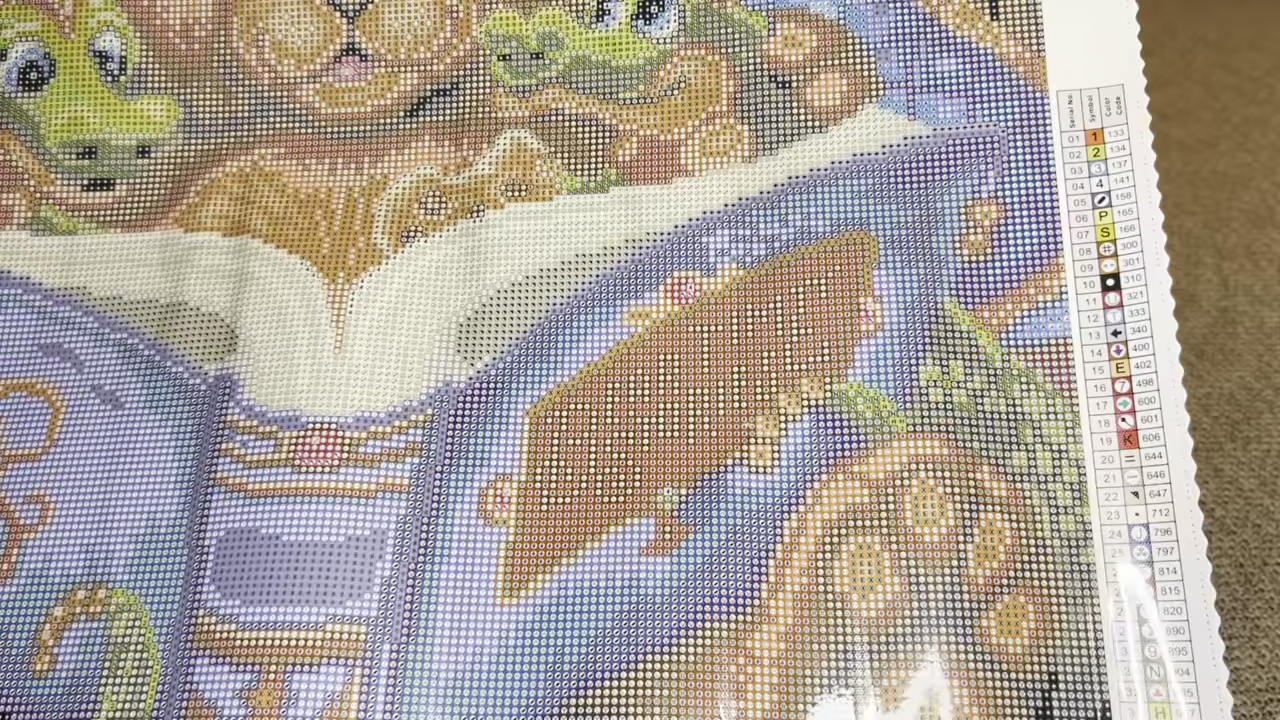 Serial No. Symbol Color Code
01 1 133
02 2 134
03 3 137
04 4 141
05 158
06 P 165
07 S 166
08 # 300
09 301
10 310
11 U 321
12 T 333
13 340
14 400
15 E 402
16 7 498
17 600
18 601
19 K 606
20 = 644
21 – 646
22 647
23 712
24 796
25 797
814
815
820
890
9 895
N 904
H